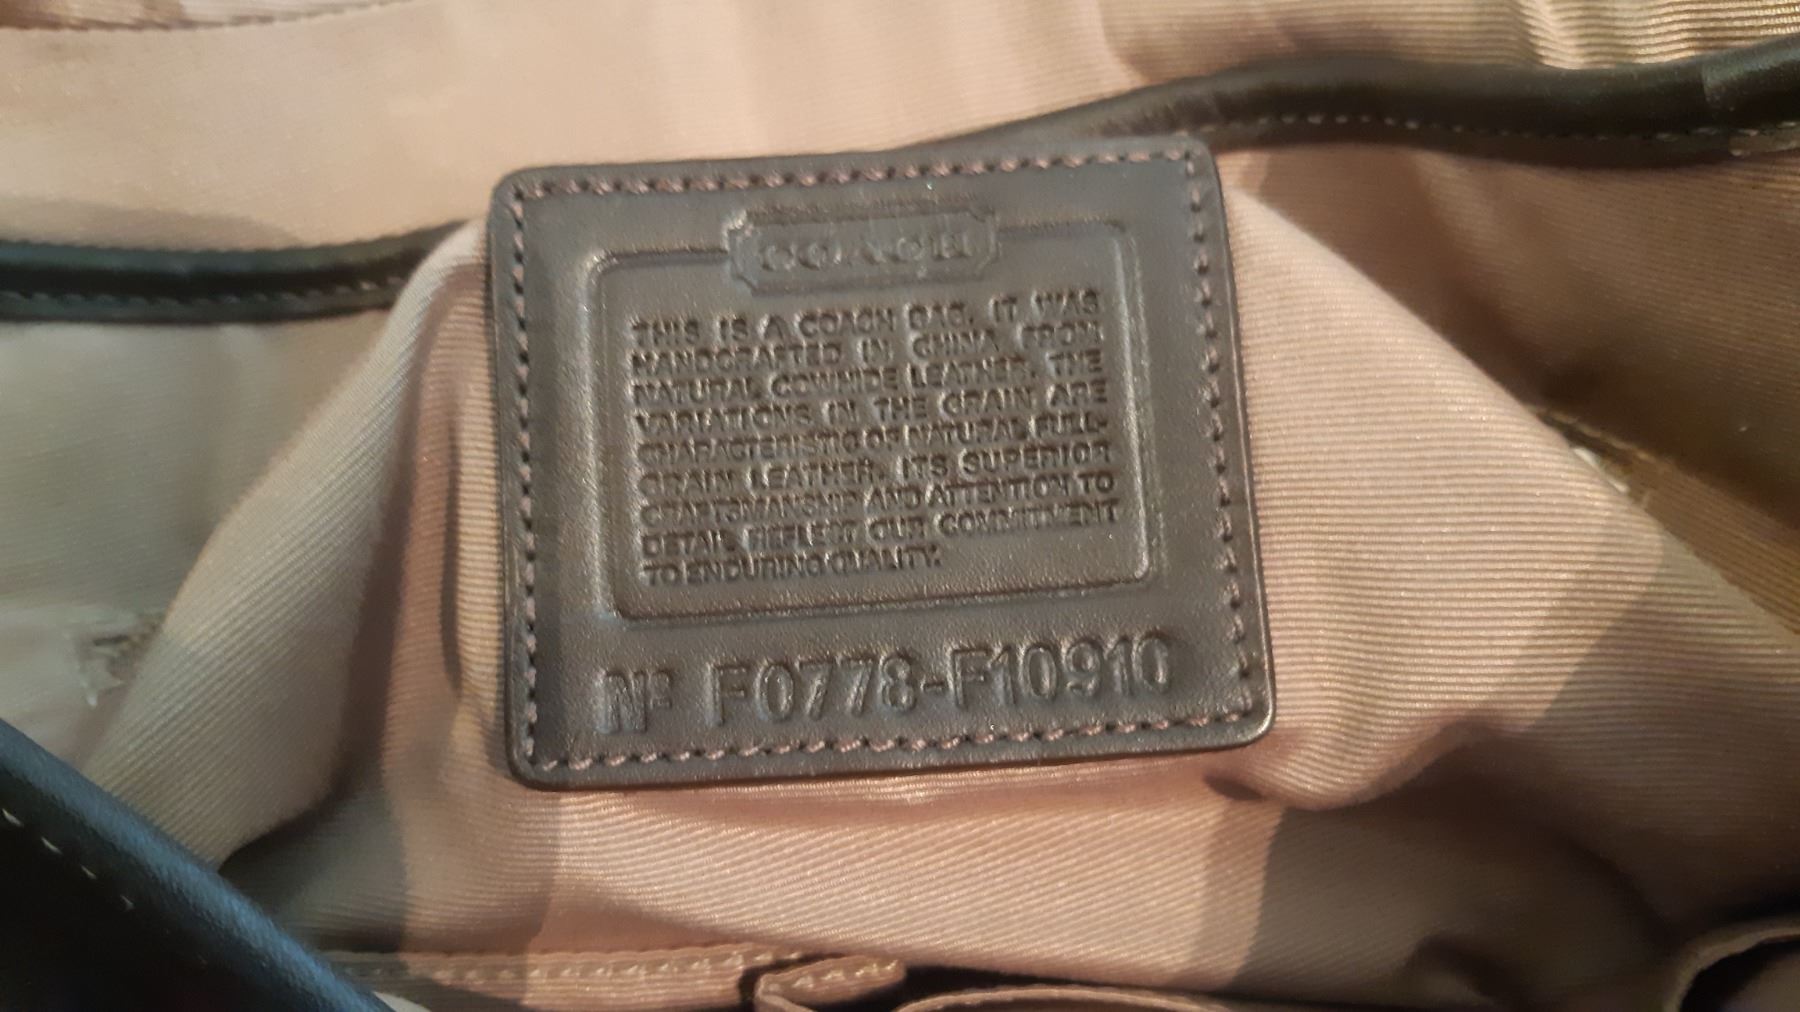 COACH
THIS IS A COACH BAG. IT WAS
HANDCRAFTED IN CHINA FROM
NATURAL COWHIDE LEATHER. THE
VARIATIONS IN THE GRAIN ARE
CHARACTERISTIC OF NATURAL FULL-
GRAIN LEATHER. ITS SUPERIOR
CRAFTSMANSHIP AND ATTENTION TO
DETAIL REFLECT OUR COMMITMENT
TO ENDURING QUALITY.
Nº F0778-F10910